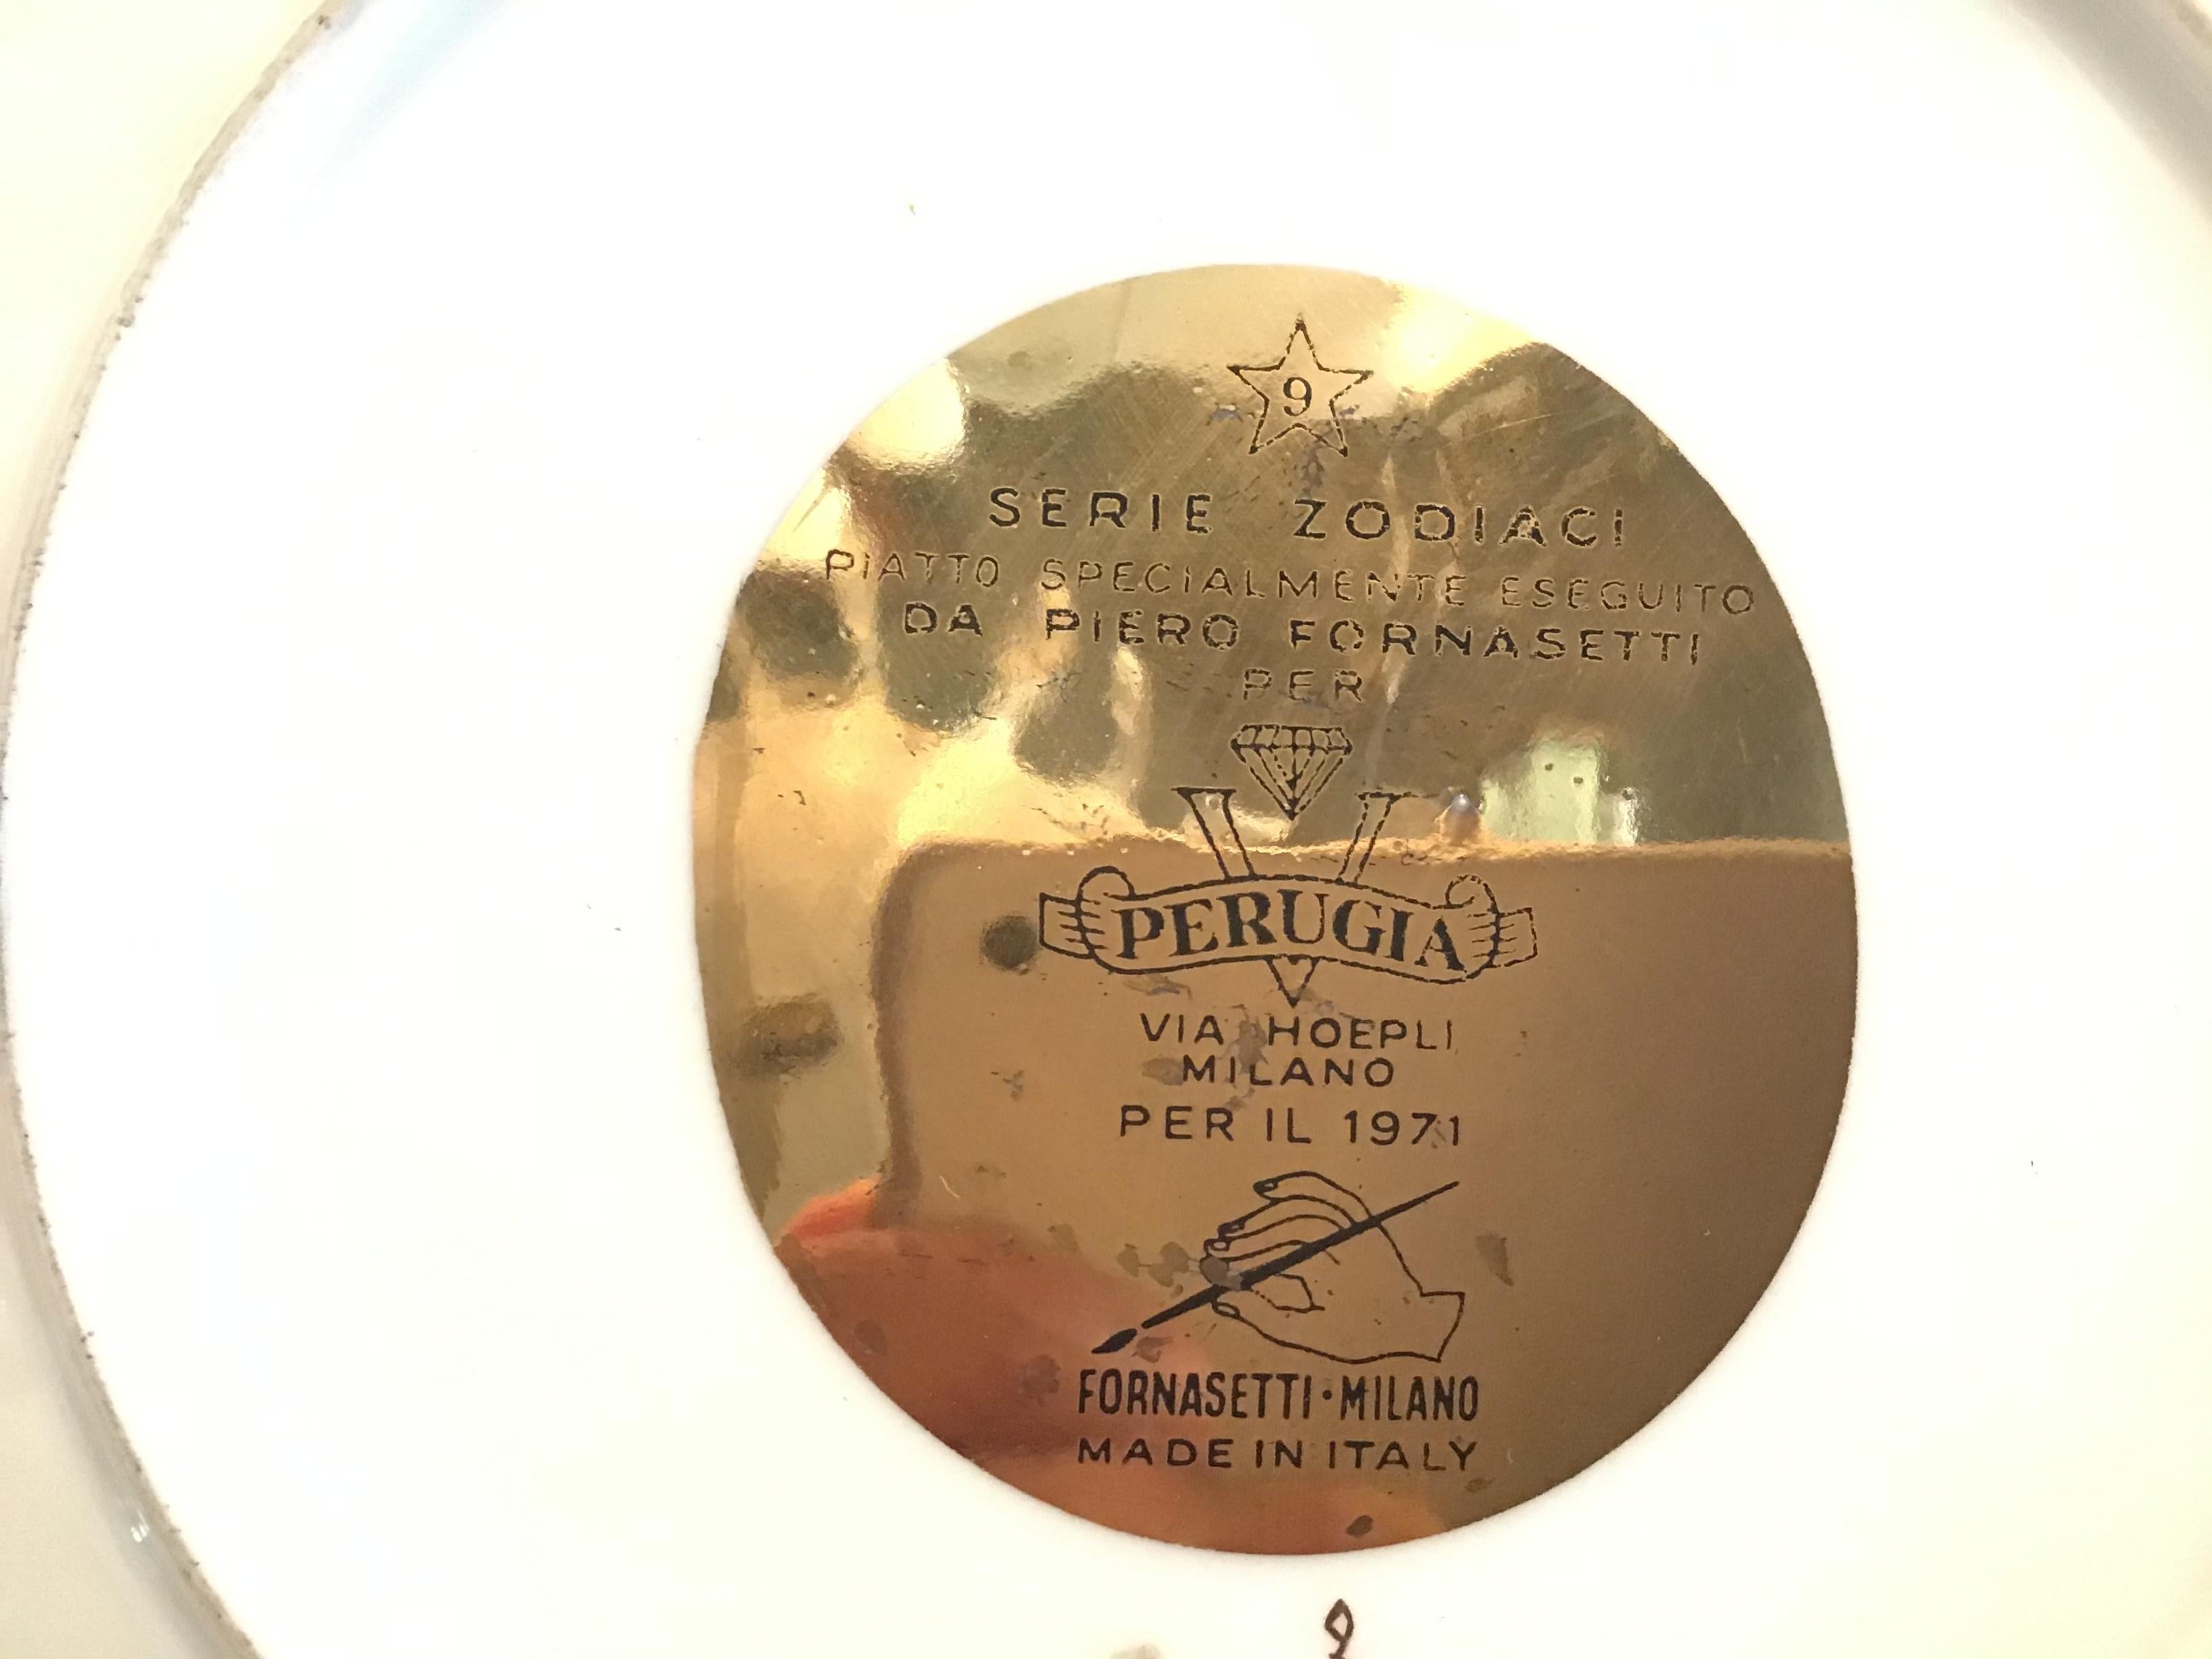 9
SERIE ZODIACI
PIATTO SPECIALMENTE ESEGUITO
DA PIERO FORNASETTI
PER
V
PERUGIA
VIA HOEPLI
MILANO
PER IL 1971
FORNASETTI·MILANO
MADE IN ITALY